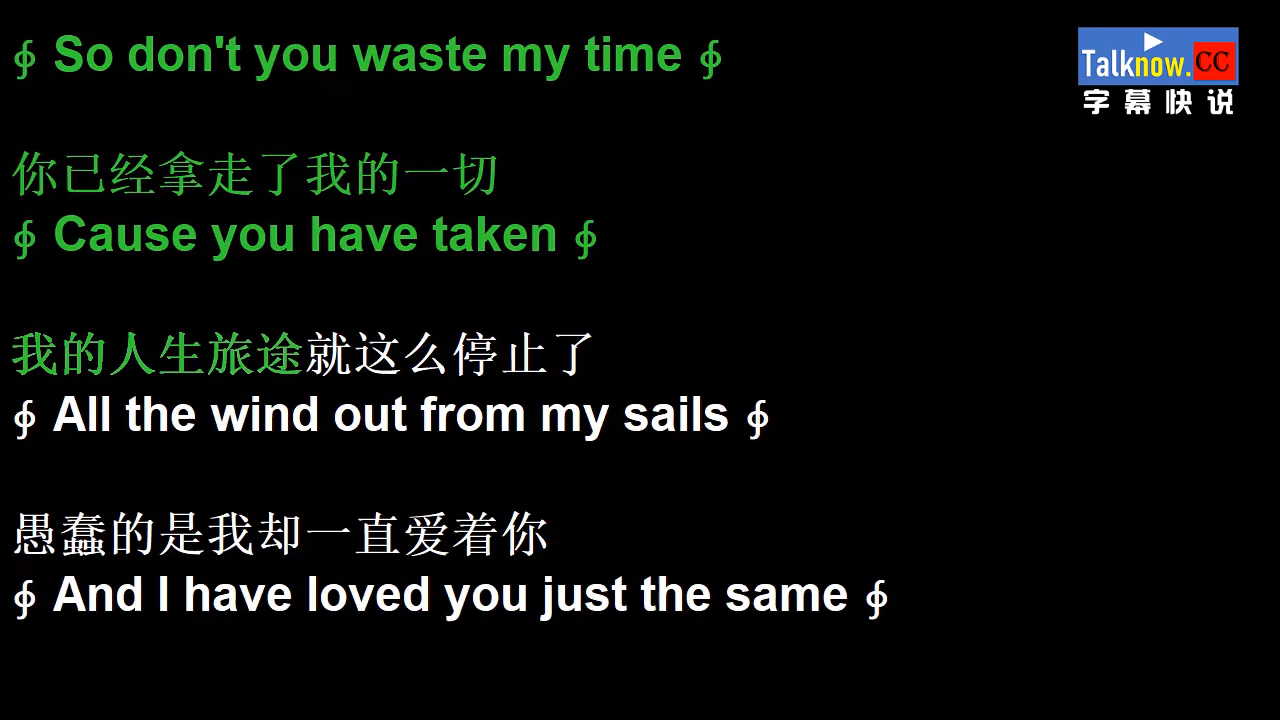 ∮ So don't you waste my time ∮
Talknow.CC
字幕快说
你已经拿走了我的一切
∮ Cause you have taken ∮
我的人生旅途就这么停止了
∮ All the wind out from my sails ∮
愚蠢的是我却一直爱着你
∮ And I have loved you just the same ∮